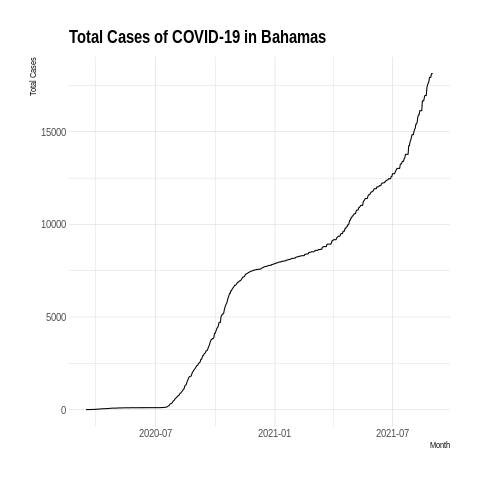 Total Cases of COVID-19 in Bahamas
Total Cases
15000
10000
5000
0
2020-07
2021-01
2021-07
Month